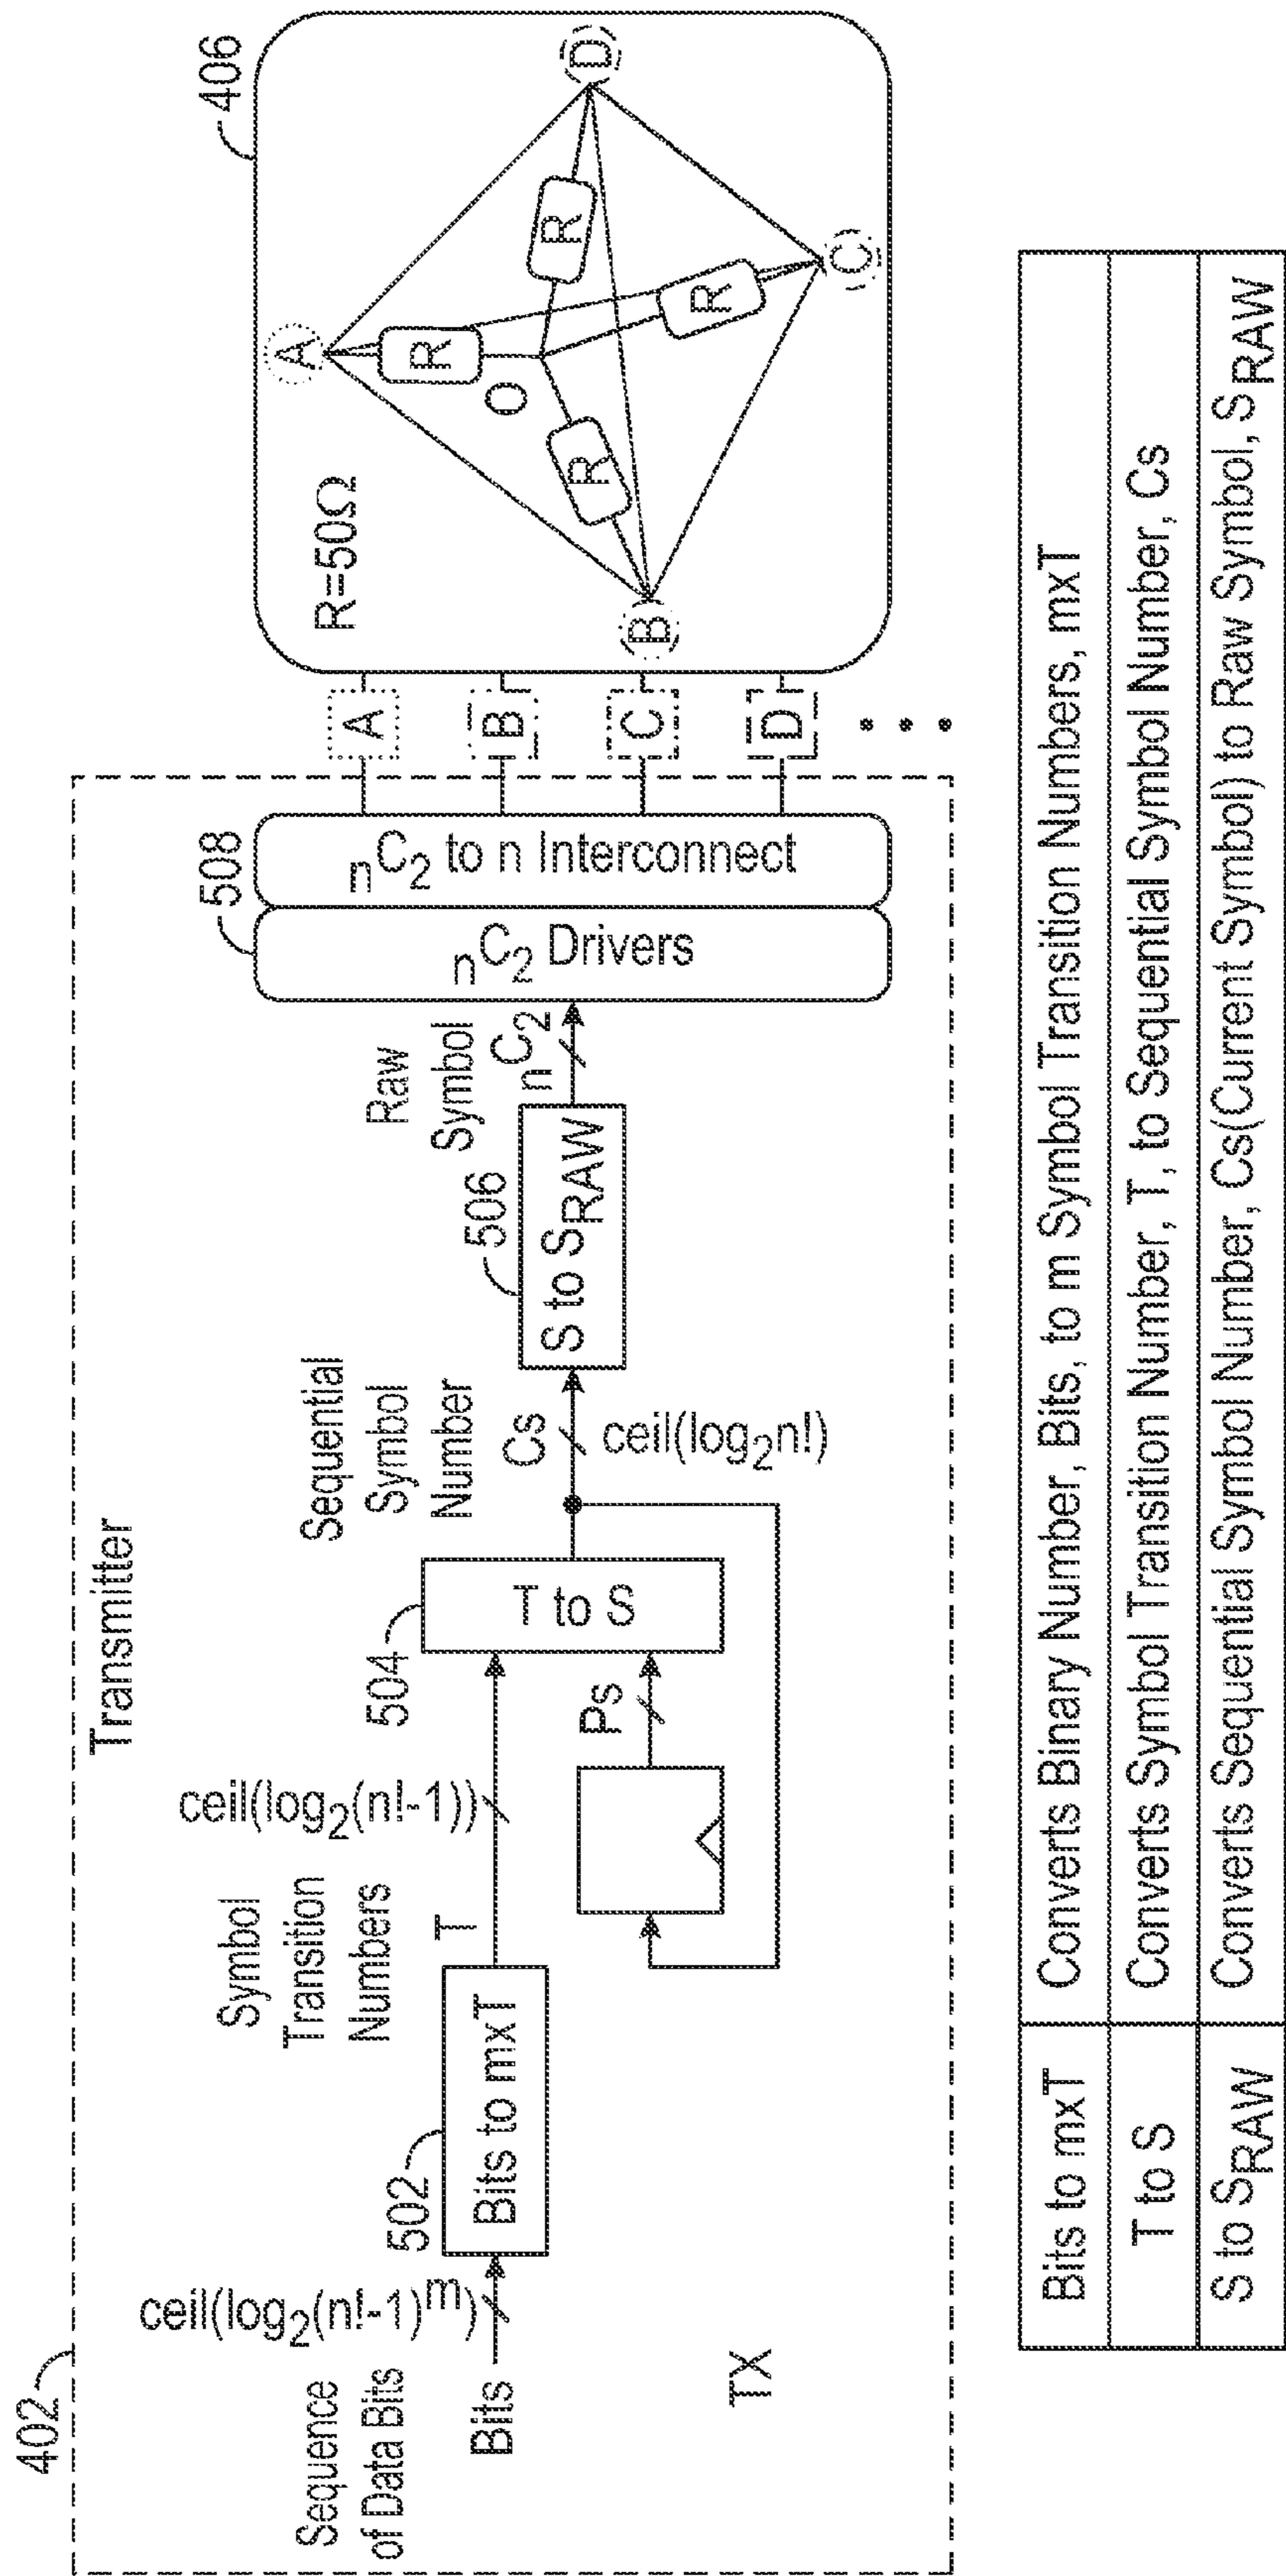 402
Transmitter
Sequence
of Data Bits
Bits
ceil(log2(n!-1)^m)
502
Bits to mxT
Symbol
Transition
Numbers
T
ceil(log2(n!-1))
504
T to S
Ps
Sequential
Symbol
Number
Cs
ceil(log2n!)
506
S to SRAW
Raw
Symbol
nC2
508
nC2 Drivers
nC2 to n Interconnect
TX
A
B
C
D
• • •
406
R=50Ω
A
B
C
D
O
R
R
R
R
Bits to mxT Converts Binary Number, Bits, to m Symbol Transition Numbers, mxT
T to S Converts Symbol Transition Number, T, to Sequential Symbol Number, Cs
S to SRAW Converts Sequential Symbol Number, Cs(Current Symbol) to Raw Symbol, SRAW